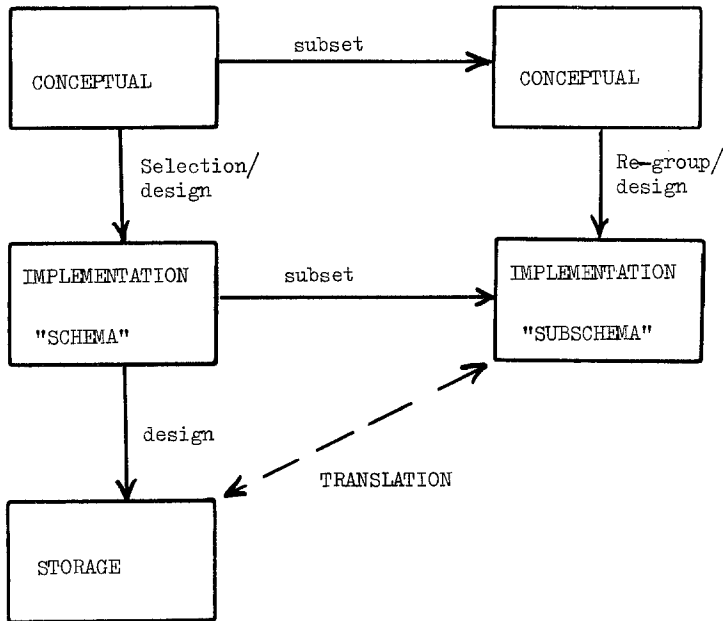 subset
CONCEPTUAL
CONCEPTUAL
Selection/
design
Re-group/
design
IMPLEMENTATION
"SCHEMA"
subset
IMPLEMENTATION
"SUBSCHEMA"
design
TRANSLATION
STORAGE